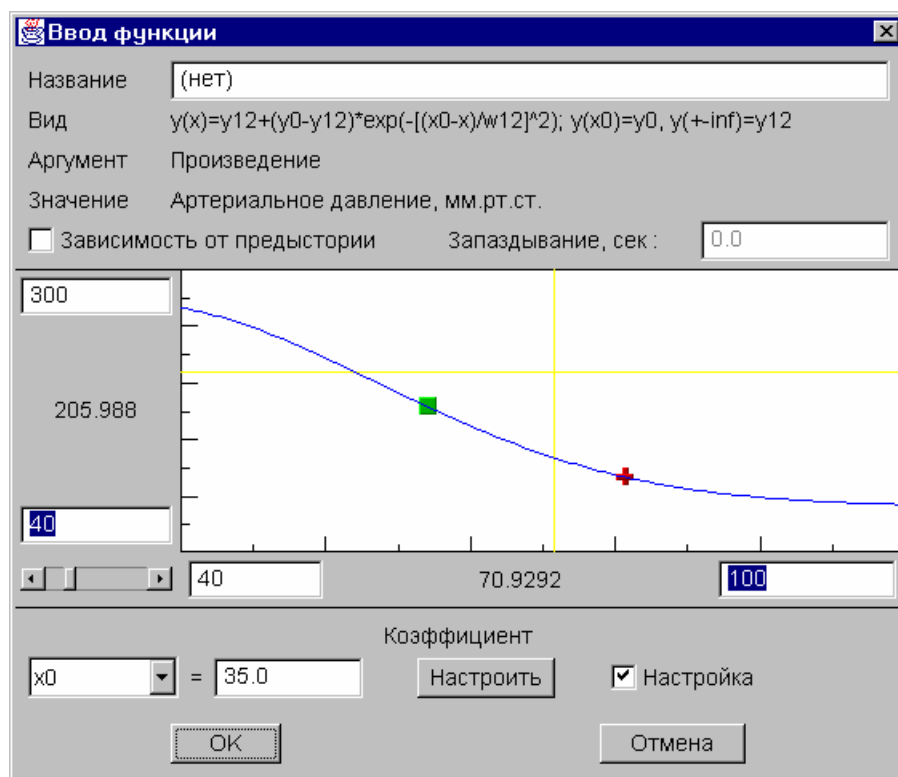 Ввод функции
Название (нет)
Вид y(x)=y12+(y0-y12)*exp(-[(x0-x)/w12]^2); y(x0)=y0, y(+-inf)=y12
Аргумент Произведение
Значение Артериальное давление, мм.рт.ст.
Зависимость от предыстории Запаздывание, сек : 0.0
300
205.988
40
40 70.9292 100
Коэффициент
x0 = 35.0 Настроить Настройка
OK Отмена